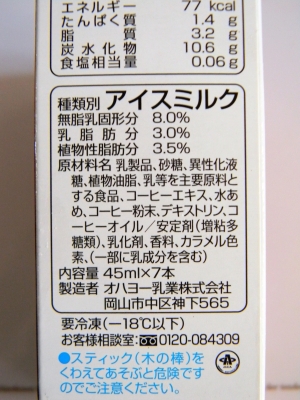 エネルギー 77 kcal
たんぱく質 1.4 g
脂質 3.2 g
炭水化物 10.6 g
食塩相当量 0.06 g
種類別 アイスミルク
無脂乳固形分 8.0%
乳脂肪分 3.0%
植物性脂肪分 3.5%
原材料名 乳製品、砂糖、異性化液
糖、植物油脂、乳等を主要原料と
する食品、コーヒーエキス、水あ
め、コーヒー粉末、デキストリン、コ
ーヒーオイル/安定剤(増粘多
糖類)、乳化剤、香料、カラメル色
素、(一部に乳成分を含む)
内容量 45ml×7本
製造者 オハヨー乳業株式会社
岡山市中区神下565
要冷凍(−18℃以下)
お客様相談室: 0120-084309
●スティック(木の棒)を
くわえてあそぶと危険です
のでご注意ください。